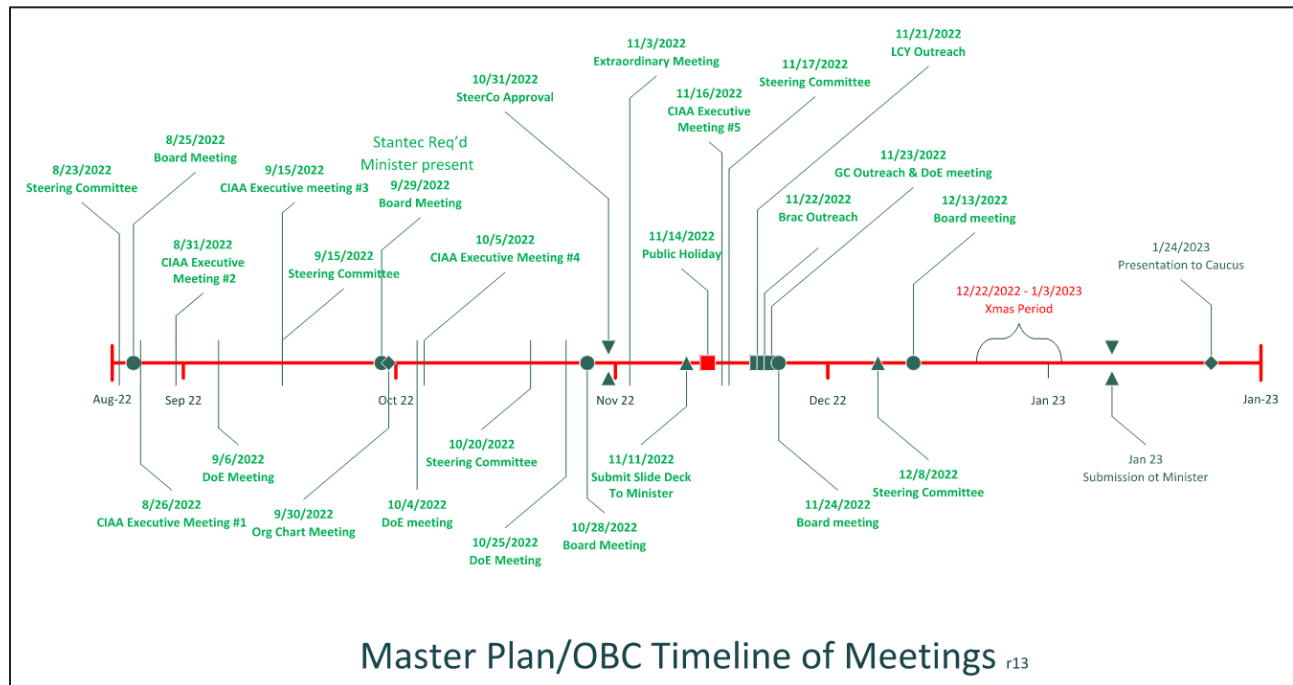 11/3/2022
Extraordinary Meeting
11/21/2022
LCY Outreach
11/17/2022
Steering Committee
10/31/2022
SteerCo Approval
11/16/2022
CIAA Executive
Meeting #5
8/25/2022
Board Meeting
Stantec Req'd
Minister present
8/23/2022
Steering Committee
9/15/2022
CIAA Executive meeting #3
9/29/2022
Board Meeting
11/23/2022
GC Outreach & DoE meeting
11/22/2022
Brac Outreach
12/13/2022
Board meeting
8/31/2022
CIAA Executive
Meeting #2
9/15/2022
Steering Committee
10/5/2022
CIAA Executive Meeting #4
11/14/2022
Public Holiday
1/24/2023
Presentation to Caucus
12/22/2022 - 1/3/2023
Xmas Period
Aug-22
Sep 22
Oct 22
Nov 22
Dec 22
Jan 23
Jan-23
9/6/2022
DoE Meeting
8/26/2022
CIAA Executive Meeting #1
9/30/2022
Org Chart Meeting
10/4/2022
DoE meeting
10/20/2022
Steering Committee
10/25/2022
DoE Meeting
10/28/2022
Board Meeting
11/11/2022
Submit Slide Deck
To Minister
11/24/2022
Board meeting
12/8/2022
Steering Committee
Jan 23
Submission ot Minister
Master Plan/OBC Timeline of Meetings r13